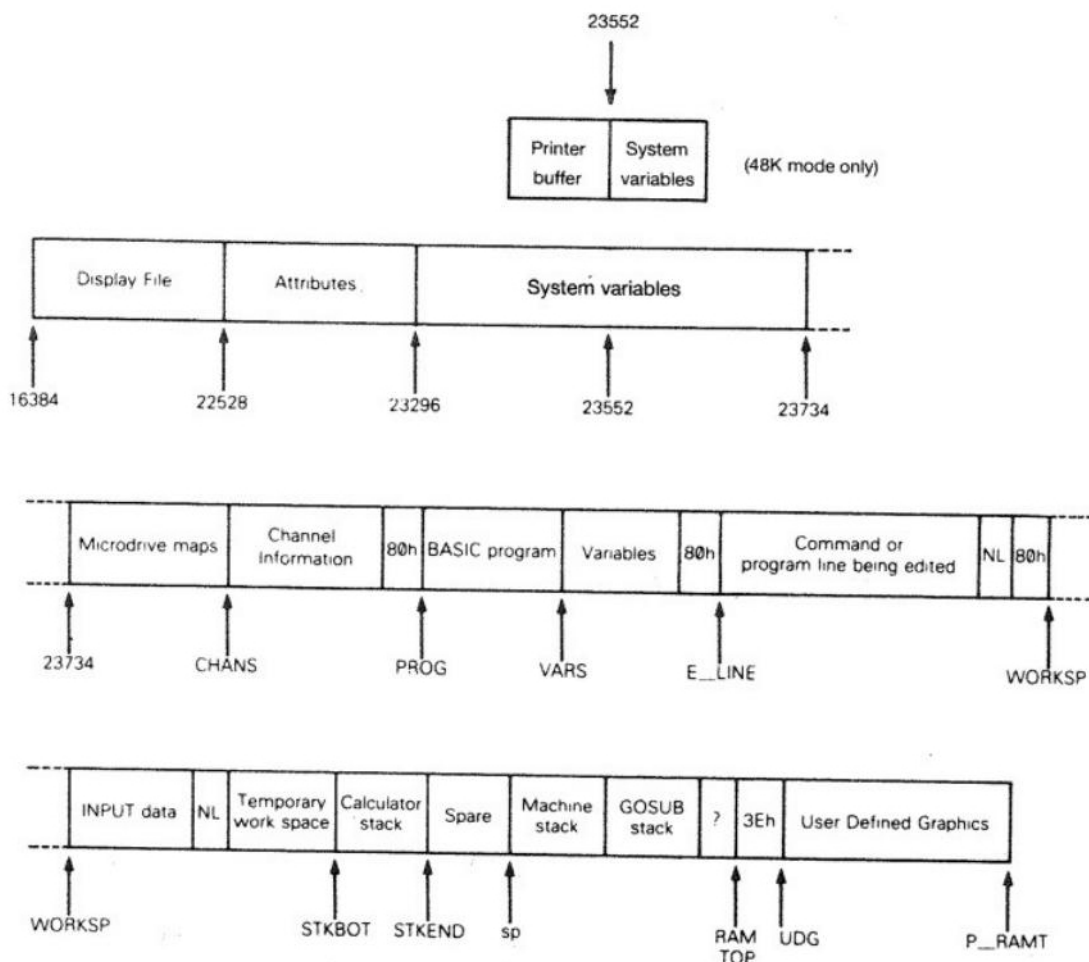 23552
Printer buffer
System variables
(48K mode only)
Display File
Attributes
System variables
16384
22528
23296
23552
23734
Microdrive maps
Channel Information
80h
BASIC program
Variables
80h
Command or
program line being edited
NL
80h
23734
CHANS
PROG
VARS
E__LINE
WORKSP
INPUT data
NL
Temporary work space
Calculator stack
Spare
Machine stack
GOSUB stack
?
3Eh
User Defined Graphics
WORKSP
STKBOT
STKEND
sp
RAM TOP
UDG
P__RAMT